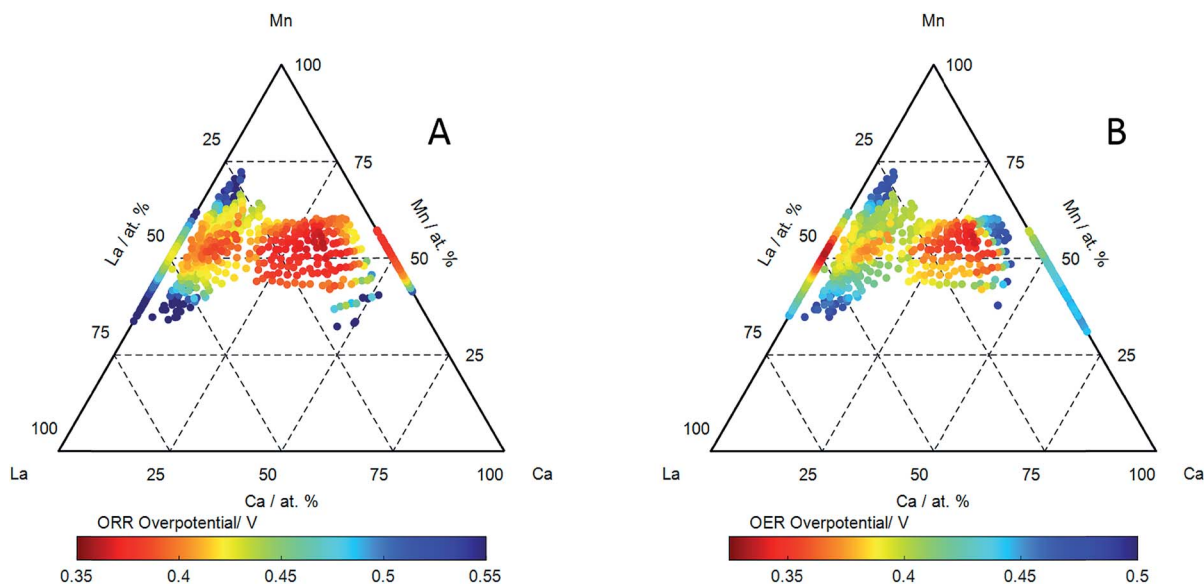 Mn
100
A
25
75
La / at. %
Mn / at. %
50
50
75
25
100
La
25
50
75
100
Ca
Ca / at. %
ORR Overpotential/ V
0.35
0.4
0.45
0.5
0.55
Mn
100
B
25
75
La / at. %
Mn / at. %
50
50
75
25
100
La
25
50
75
100
Ca
Ca / at. %
OER Overpotential/ V
0.35
0.4
0.45
0.5